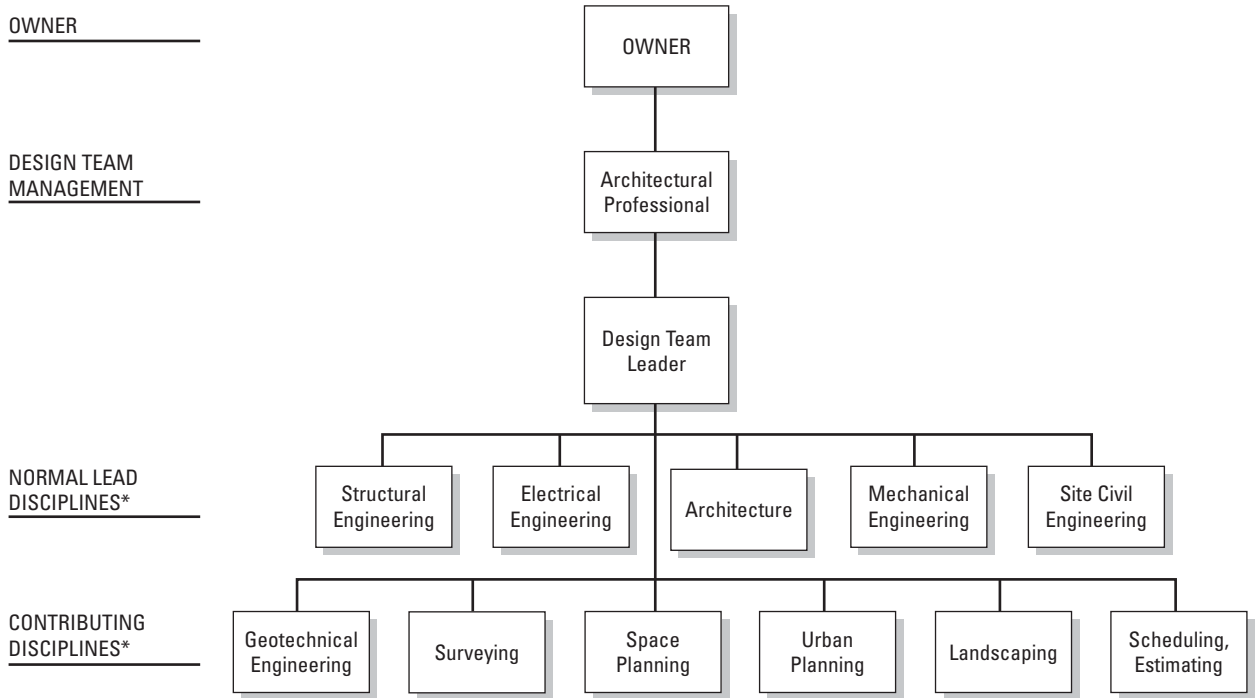 OWNER
OWNER
DESIGN TEAM
MANAGEMENT
Architectural
Professional
Design Team
Leader
NORMAL LEAD
DISCIPLINES*
Structural
Engineering
Electrical
Engineering
Architecture
Mechanical
Engineering
Site Civil
Engineering
CONTRIBUTING
DISCIPLINES*
Geotechnical
Engineering
Surveying
Space
Planning
Urban
Planning
Landscaping
Scheduling,
Estimating